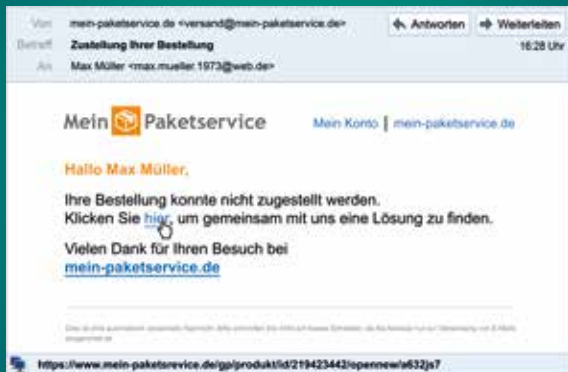 Von mein-paketservice.de <versand@mein-paketservice.de> Antworten Weiterleiten
Betreff Zustellung Ihrer Bestellung 16:28 Uhr
An Max Müller <max.mueller.1973@web.de>
Mein Paketservice Mein Konto | mein-paketservice.de
Hallo Max Müller,
Ihre Bestellung konnte nicht zugestellt werden.
Klicken Sie hier, um gemeinsam mit uns eine Lösung zu finden.
Vielen Dank für Ihren Besuch bei
mein-paketservice.de
https://www.mein-paketsrevice.de/gp/produkt/id/219423442/opennew/a632js7